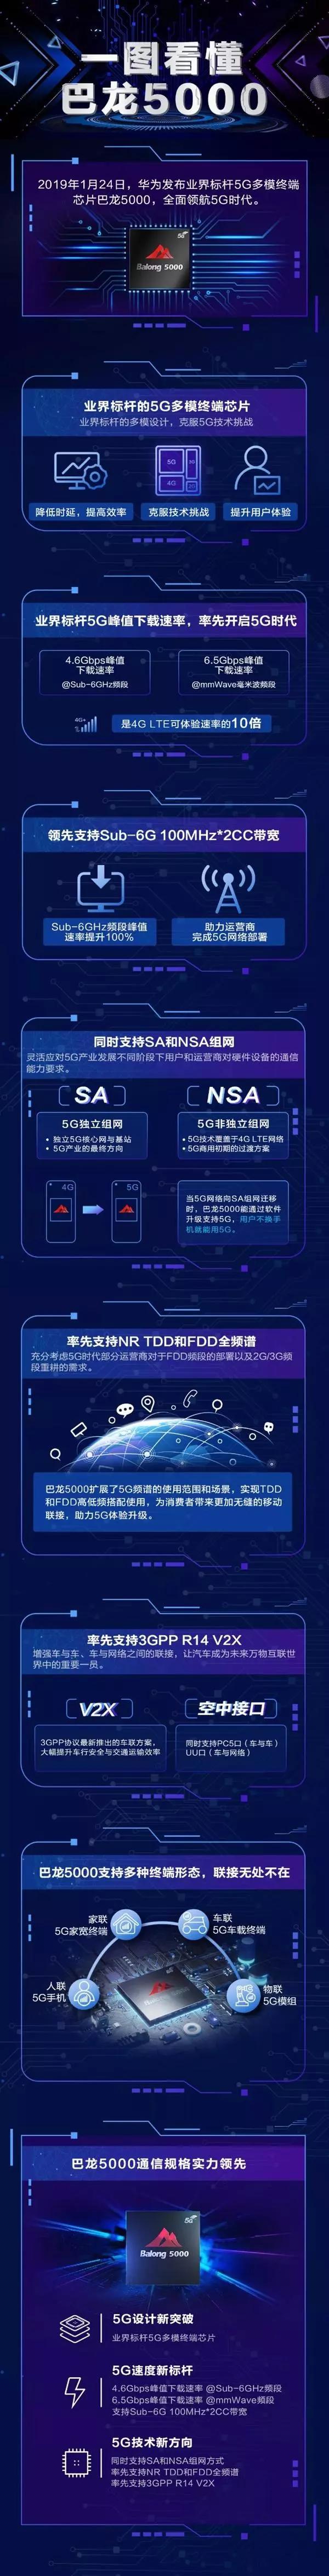 一图看懂
巴龙5000
2019年1月24日，华为发布业界标杆5G多模终端
芯片巴龙5000，全面领航5G时代。
5G
Balong 5000
业界标杆的5G多模终端芯片
业界标杆的多模设计，克服5G技术挑战
5G
3G
4G
2G
降低时延，提高效率
克服技术挑战
提升用户体验
业界标杆5G峰值下载速率，率先开启5G时代
4.6Gbps峰值
下载速率
@Sub-6GHz频段
6.5Gbps峰值
下载速率
@mmWave毫米波频段
4G+
是4G LTE可体验速率的10倍
领先支持Sub-6G 100MHz*2CC带宽
Sub-6GHz频段峰值
速率提升100%
助力运营商
完成5G网络部署
同时支持SA和NSA组网
灵活应对5G产业发展不同阶段下用户和运营商对硬件设备的通信
能力要求。
SA
5G独立组网
• 独立5G核心网与基站
• 5G产业的最终方向
NSA
5G非独立组网
• 5G技术覆盖于4G LTE网络
• 5G商用初期的过渡方案
4G
5G
当5G网络向SA组网迁移
时，巴龙5000能通过软件
升级支持5G，用户不换手
机就能用5G。
率先支持NR TDD和FDD全频谱
充分考虑5G时代部分运营商对于FDD频段的部署以及2G/3G频
段重耕的需求。
巴龙5000扩展了5G频谱的使用范围和场景，实现TDD
和FDD高低频搭配使用，为消费者带来更加无缝的移动
联接，助力5G体验升级。
率先支持3GPP R14 V2X
增强车与车、车与网络之间的联接，让汽车成为未来万物互联世
界中的重要一员。
V2X
3GPP协议最新推出的车联方案，
大幅提升车行安全与交通运输效率
空中接口
同时支持PC5口（车与车）
UU口（车与网络）
巴龙5000支持多种终端形态，联接无处不在
家联
5G家宽终端
车联
5G车载终端
人联
5G手机
物联
5G模组
巴龙5000通信规格实力领先
5G
Balong 5000
5G设计新突破
业界标杆5G多模终端芯片
5G速度新标杆
4.6Gbps峰值下载速率 @Sub-6GHz频段
6.5Gbps峰值下载速率 @mmWave频段
支持Sub-6G 100MHz*2CC带宽
5G技术新方向
同时支持SA和NSA组网方式
率先支持NR TDD和FDD全频谱
率先支持3GPP R14 V2X